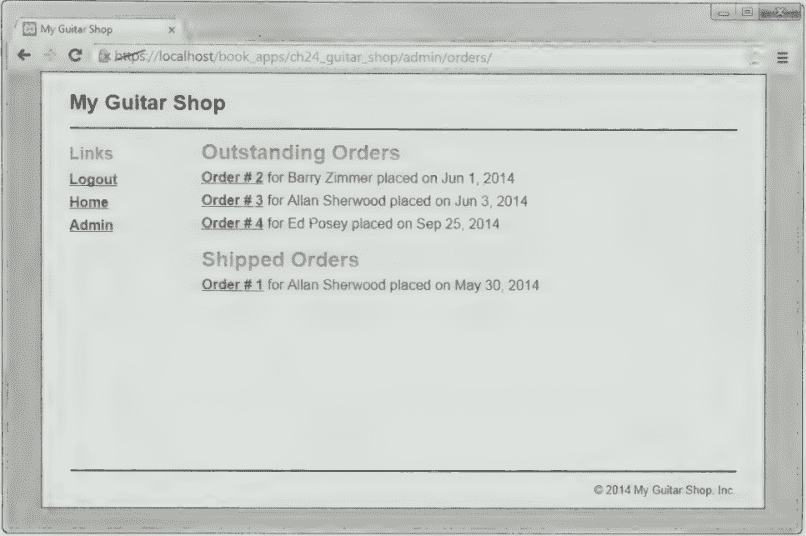 My Guitar Shop
https://localhost/book_apps/ch24_guitar_shop/admin/orders/
My Guitar Shop
Links
Logout
Home
Admin
Outstanding Orders
Order # 2 for Barry Zimmer placed on Jun 1, 2014
Order # 3 for Allan Sherwood placed on Jun 3, 2014
Order # 4 for Ed Posey placed on Sep 25, 2014
Shipped Orders
Order # 1 for Allan Sherwood placed on May 30, 2014
© 2014 My Guitar Shop, Inc.